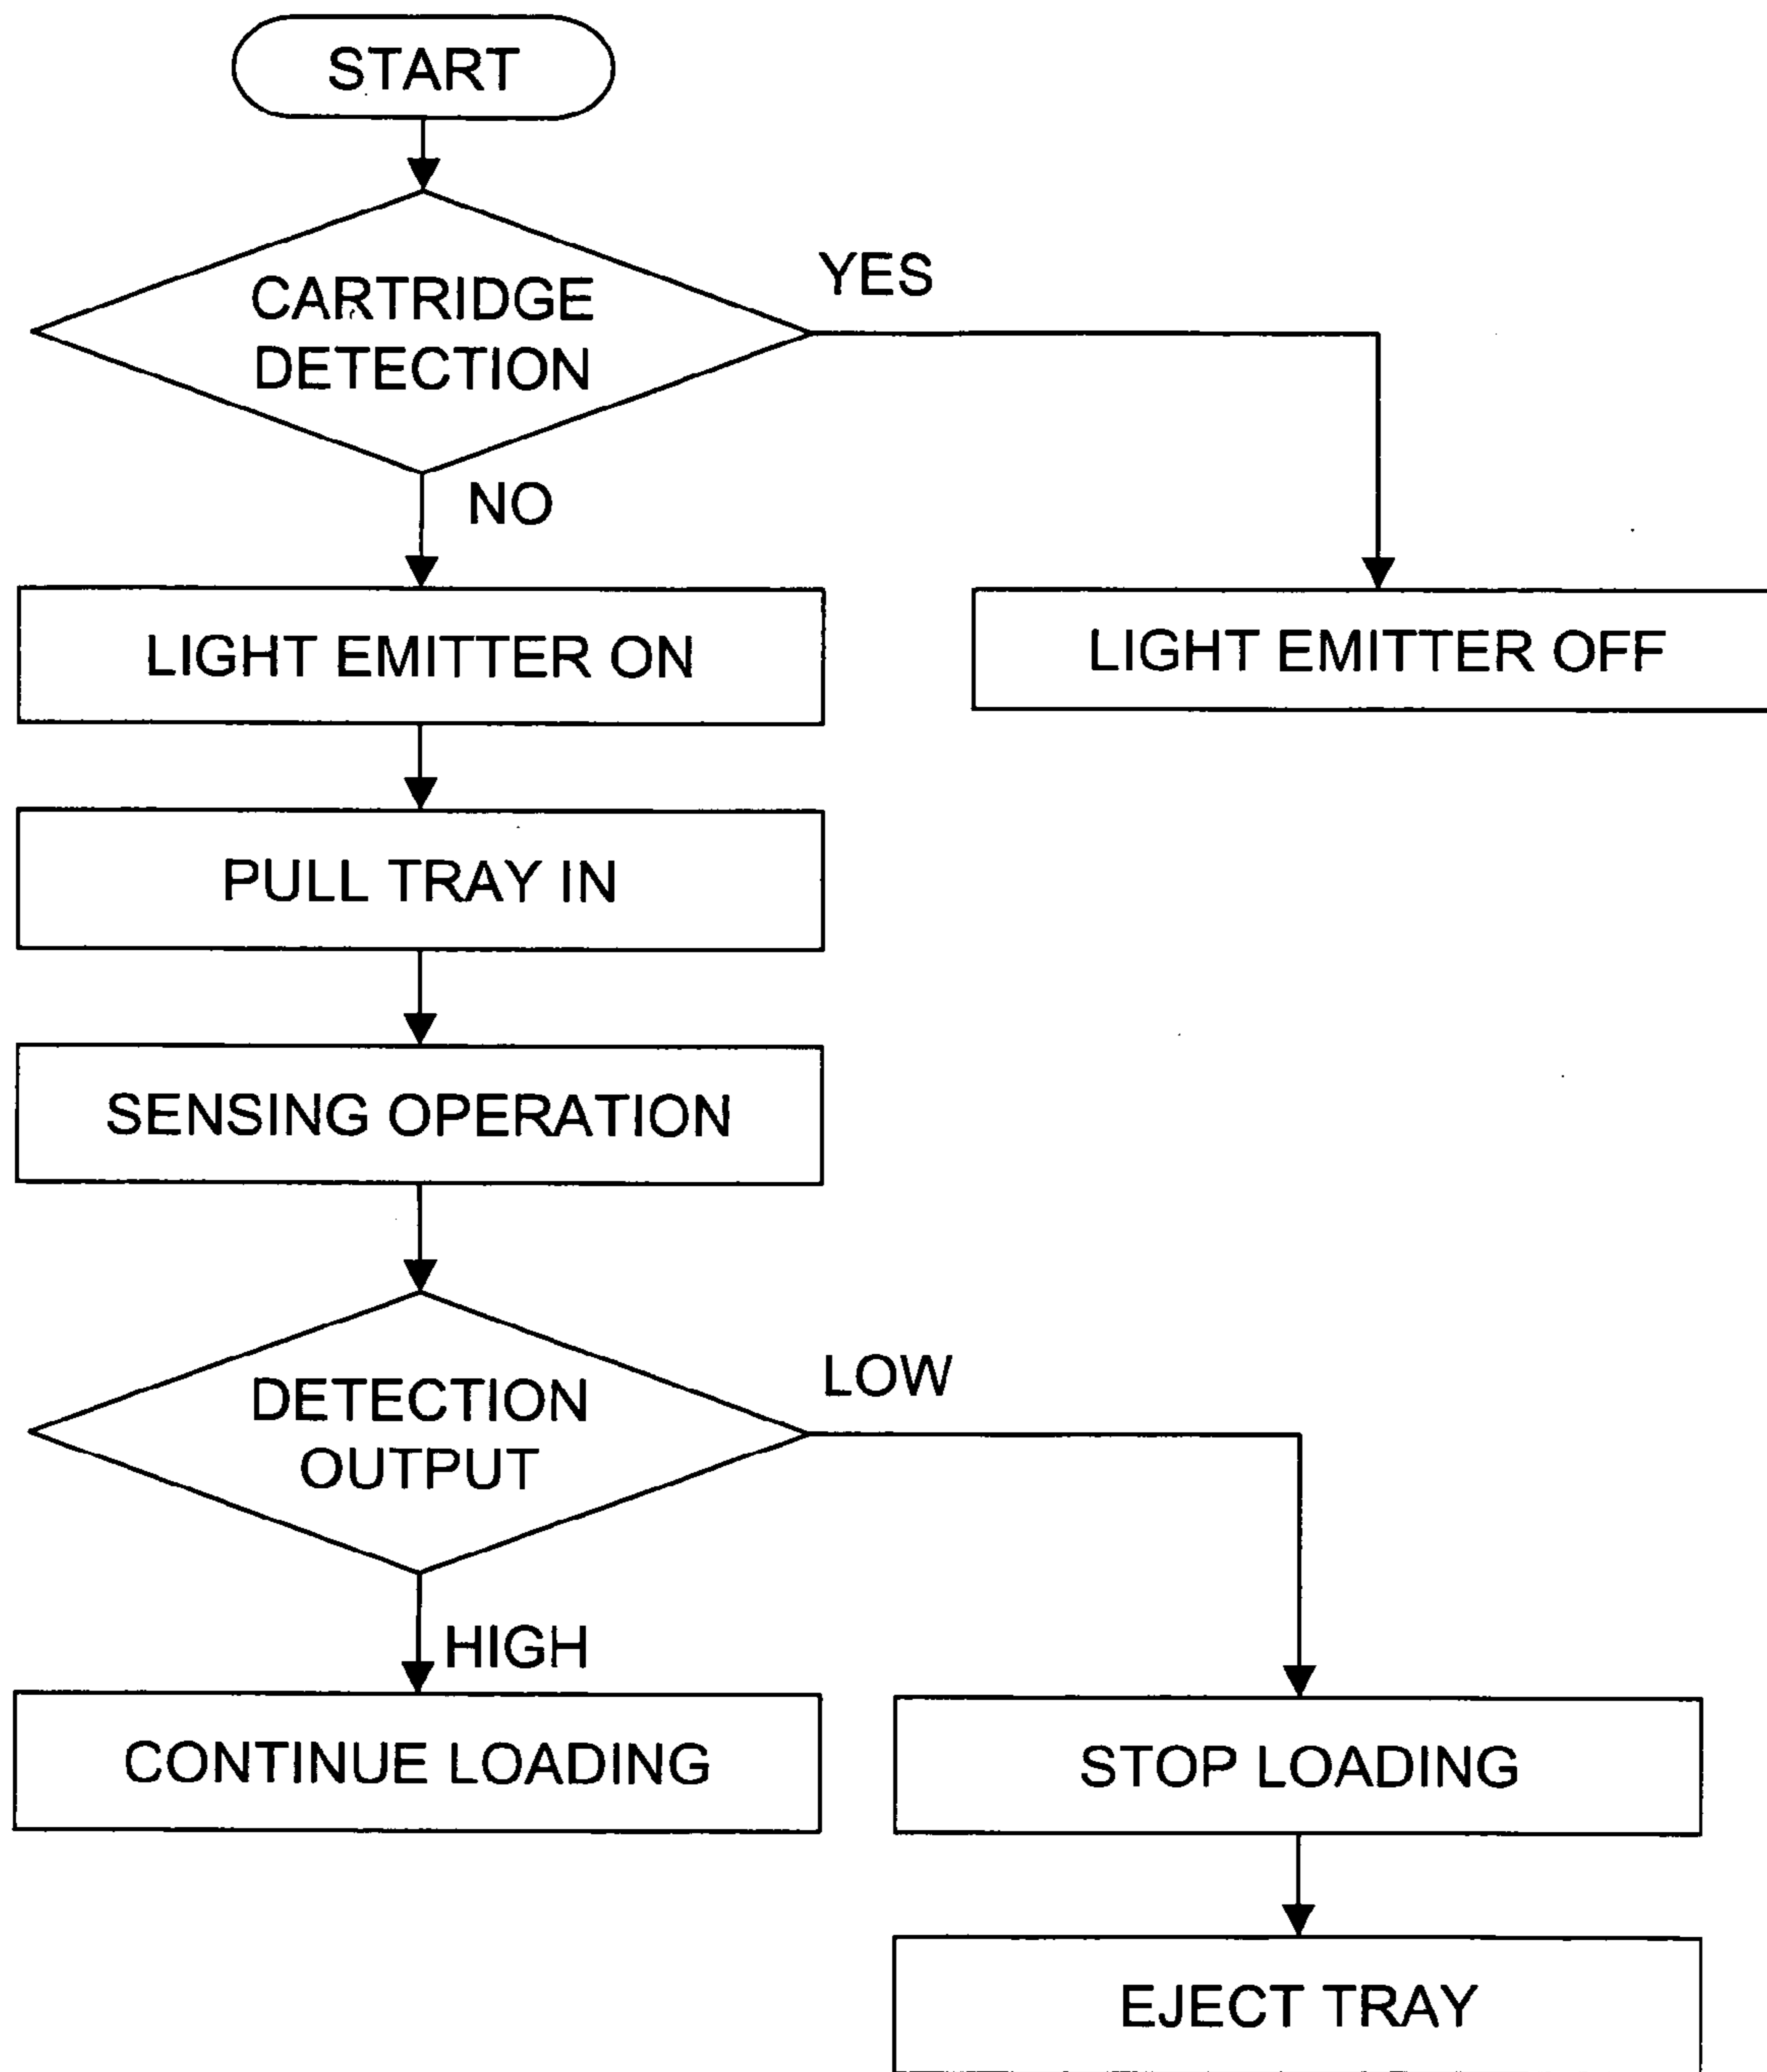 START
CARTRIDGE
DETECTION
YES
NO
LIGHT EMITTER ON
LIGHT EMITTER OFF
PULL TRAY IN
SENSING OPERATION
DETECTION
OUTPUT
LOW
HIGH
CONTINUE LOADING
STOP LOADING
EJECT TRAY